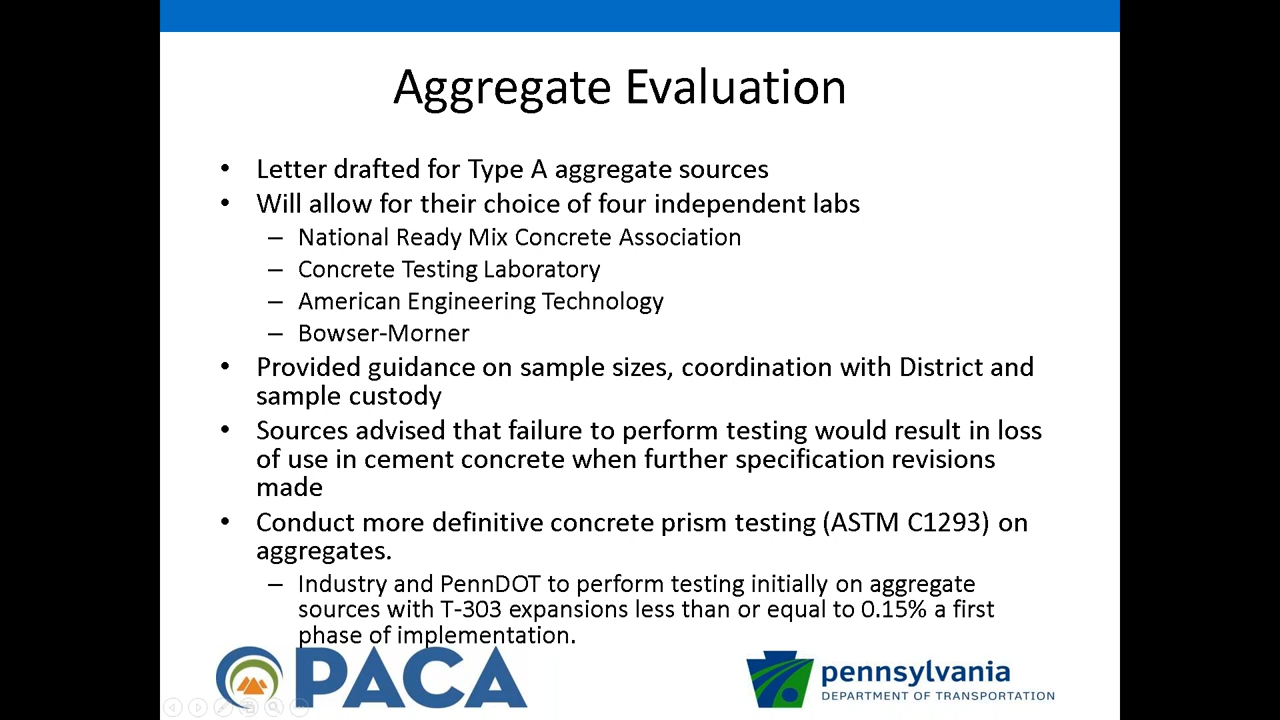 Aggregate Evaluation
• Letter drafted for Type A aggregate sources
• Will allow for their choice of four independent labs
– National Ready Mix Concrete Association
– Concrete Testing Laboratory
– American Engineering Technology
– Bowser-Morner
• Provided guidance on sample sizes, coordination with District and
sample custody
• Sources advised that failure to perform testing would result in loss
of use in cement concrete when further specification revisions
made
• Conduct more definitive concrete prism testing (ASTM C1293) on
aggregates.
– Industry and PennDOT to perform testing initially on aggregate
sources with T-303 expansions less than or equal to 0.15% a first
phase of implementation.
PACA
pennsylvania
DEPARTMENT OF TRANSPORTATION